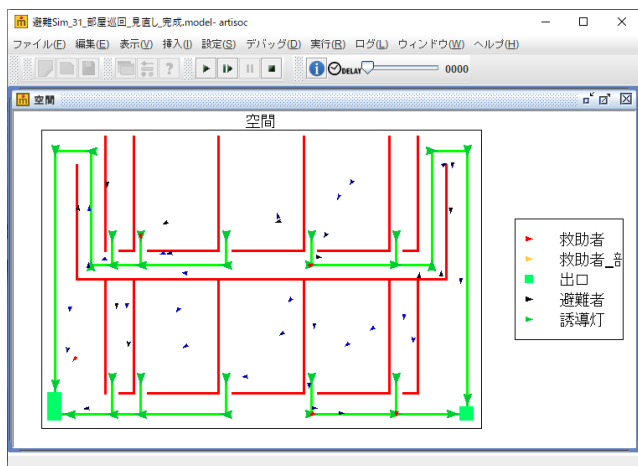 避難Sim_31_部屋巡回_見直し_完成.model- artisoc
ファイル(F) 編集(E) 表示(V) 挿入(I) 設定(S) デバッグ(D) 実行(R) ログ(L) ウィンドウ(W) ヘルプ(H)
DELAY 0000
空間
空間
救助者
救助者_部
出口
避難者
誘導灯